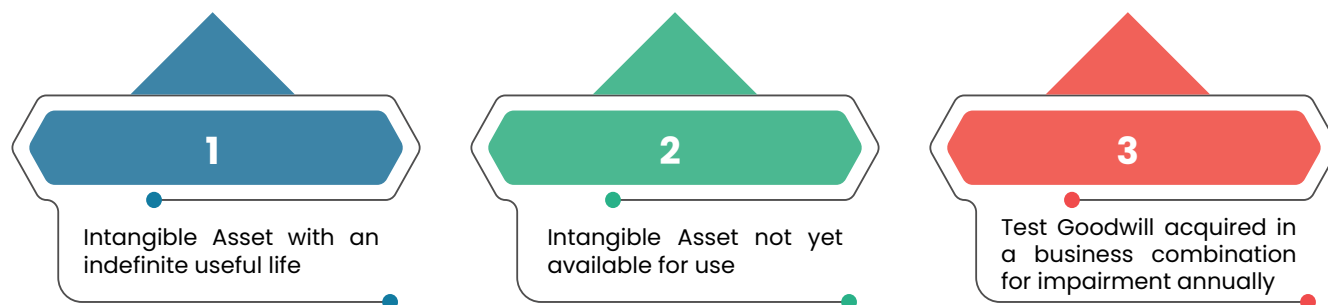 1
Intangible Asset with an
indefinite useful life
2
Intangible Asset not yet
available for use
3
Test Goodwill acquired in
a business combination
for impairment annually